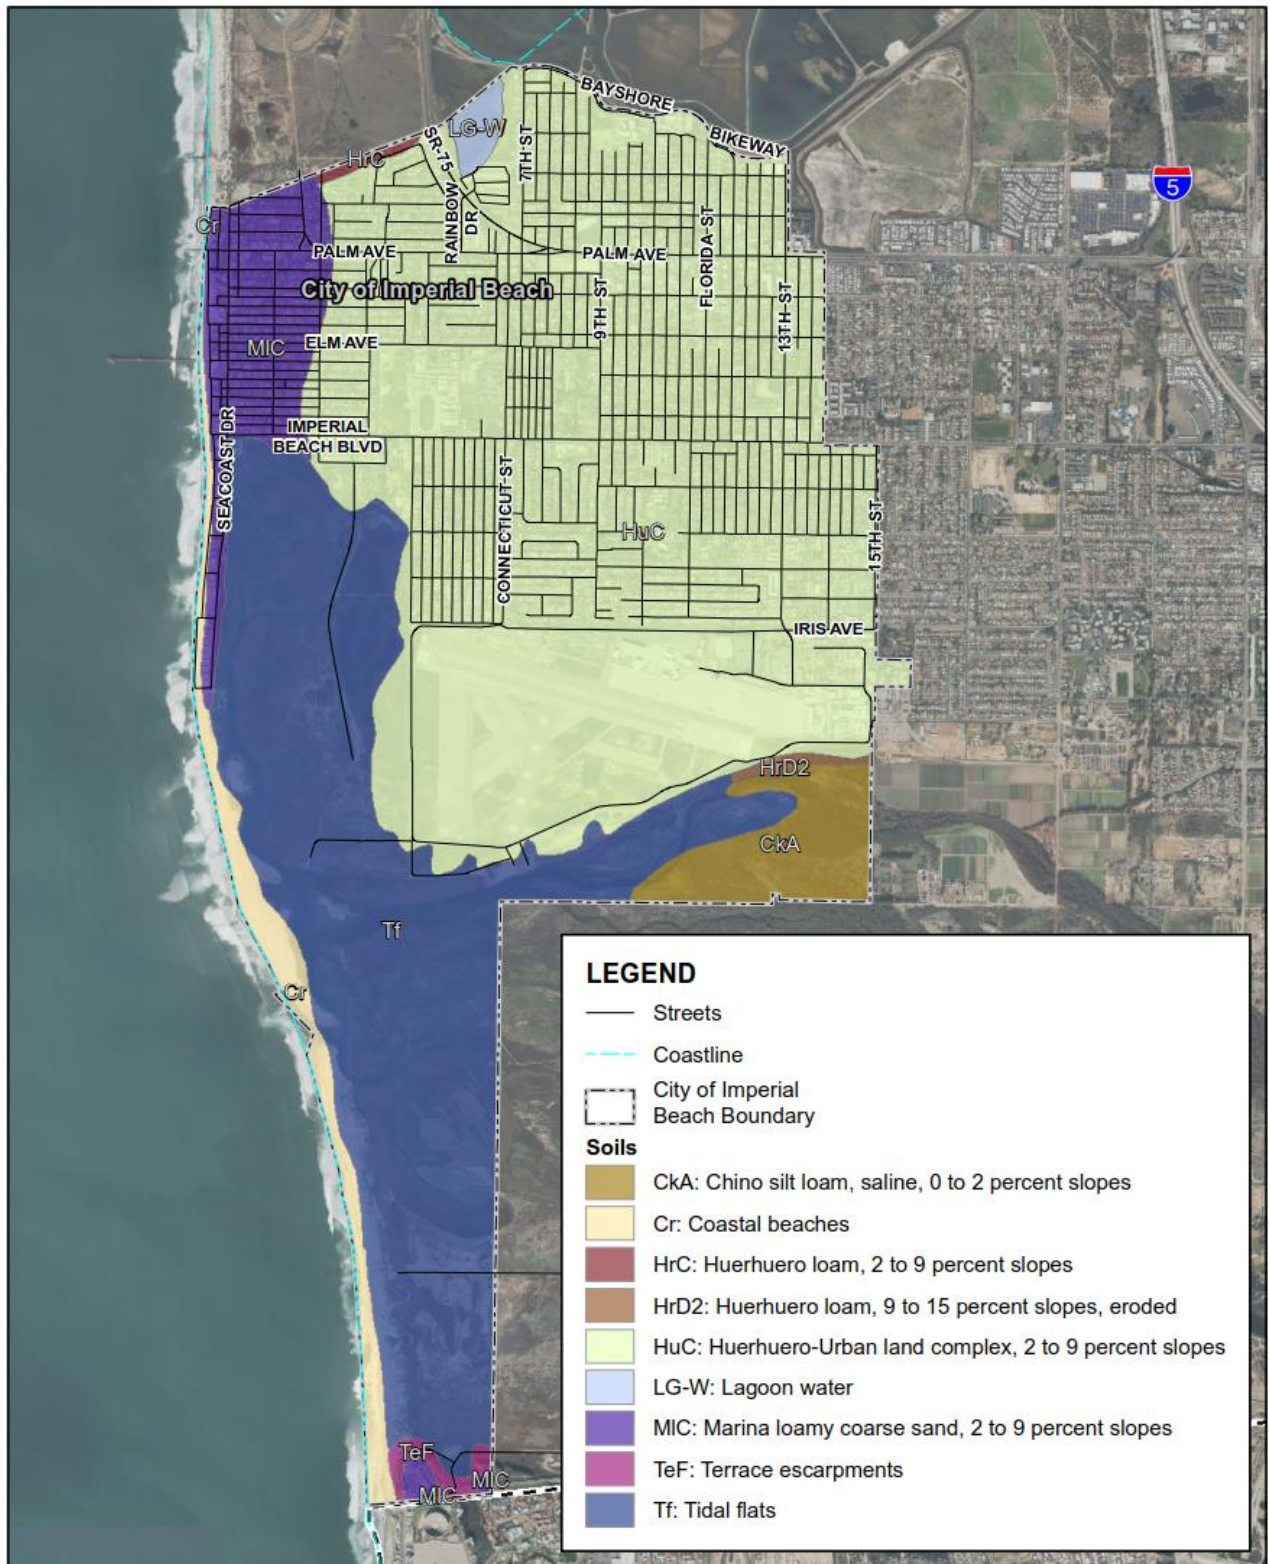 BAYSHORE
BIKEWAY
LG-W
SR-75
7TH ST
HrC
5
RAINBOW
DR
FLORIDA ST
Cr
PALM AVE
PALM AVE
City of Imperial Beach
9TH ST
13TH ST
MlC
ELM AVE
SEACOAST DR
IMPERIAL
BEACH BLVD
CONNECTICUT ST
HuC
15TH ST
IRIS AVE
HrD2
CkA
Tf
Cr
TeF
MlC
MlC
LEGEND
Streets
Coastline
City of Imperial
Beach Boundary
Soils
CkA: Chino silt loam, saline, 0 to 2 percent slopes
Cr: Coastal beaches
HrC: Huerhuero loam, 2 to 9 percent slopes
HrD2: Huerhuero loam, 9 to 15 percent slopes, eroded
HuC: Huerhuero-Urban land complex, 2 to 9 percent slopes
LG-W: Lagoon water
MlC: Marina loamy coarse sand, 2 to 9 percent slopes
TeF: Terrace escarpments
Tf: Tidal flats